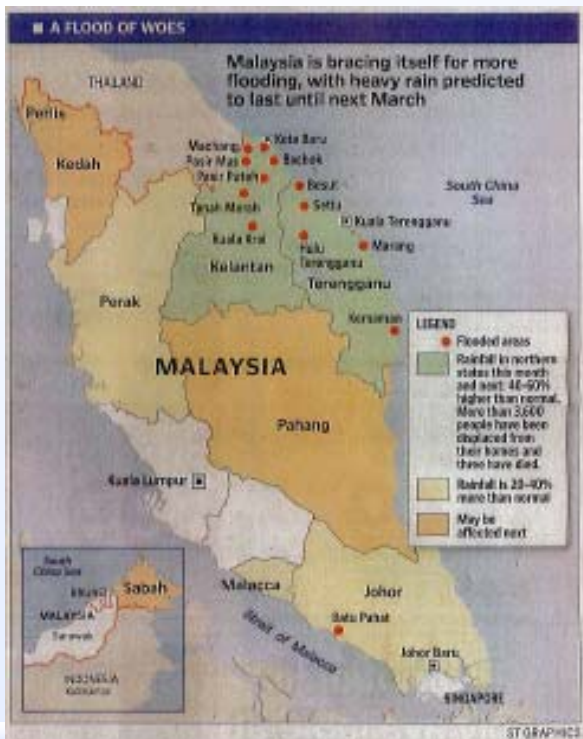 A FLOOD OF WOES
Malaysia is bracing itself for more
flooding, with heavy rain predicted
to last until next March
THAILAND
Perlis
Kedah
Machang
Kota Baru
Pasir Mas
Bachok
Pasir Puteh
Besut
Tanah Merah
Setiu
South China
Sea
Kuala Terengganu
Kuala Krai
Hulu
Terengganu
Marang
Kelantan
Terengganu
Perak
Kemaman
MALAYSIA
Pahang
LEGEND
Flooded areas
Rainfall in northern
states this month
and next: 40-60%
higher than normal.
More than 3,600
people have been
displaced from
their homes and
three have died.
Rainfall is 20-40%
more than normal
May be
affected next
Kuala Lumpur
Malacca
Johor
Batu Pahat
Strait of Malacca
Johor Baru
SINGAPORE
South
China Sea
BRUNEI
Sabah
MALAYSIA
Sarawak
INDONESIA
Kalimantan
ST GRAPHICS